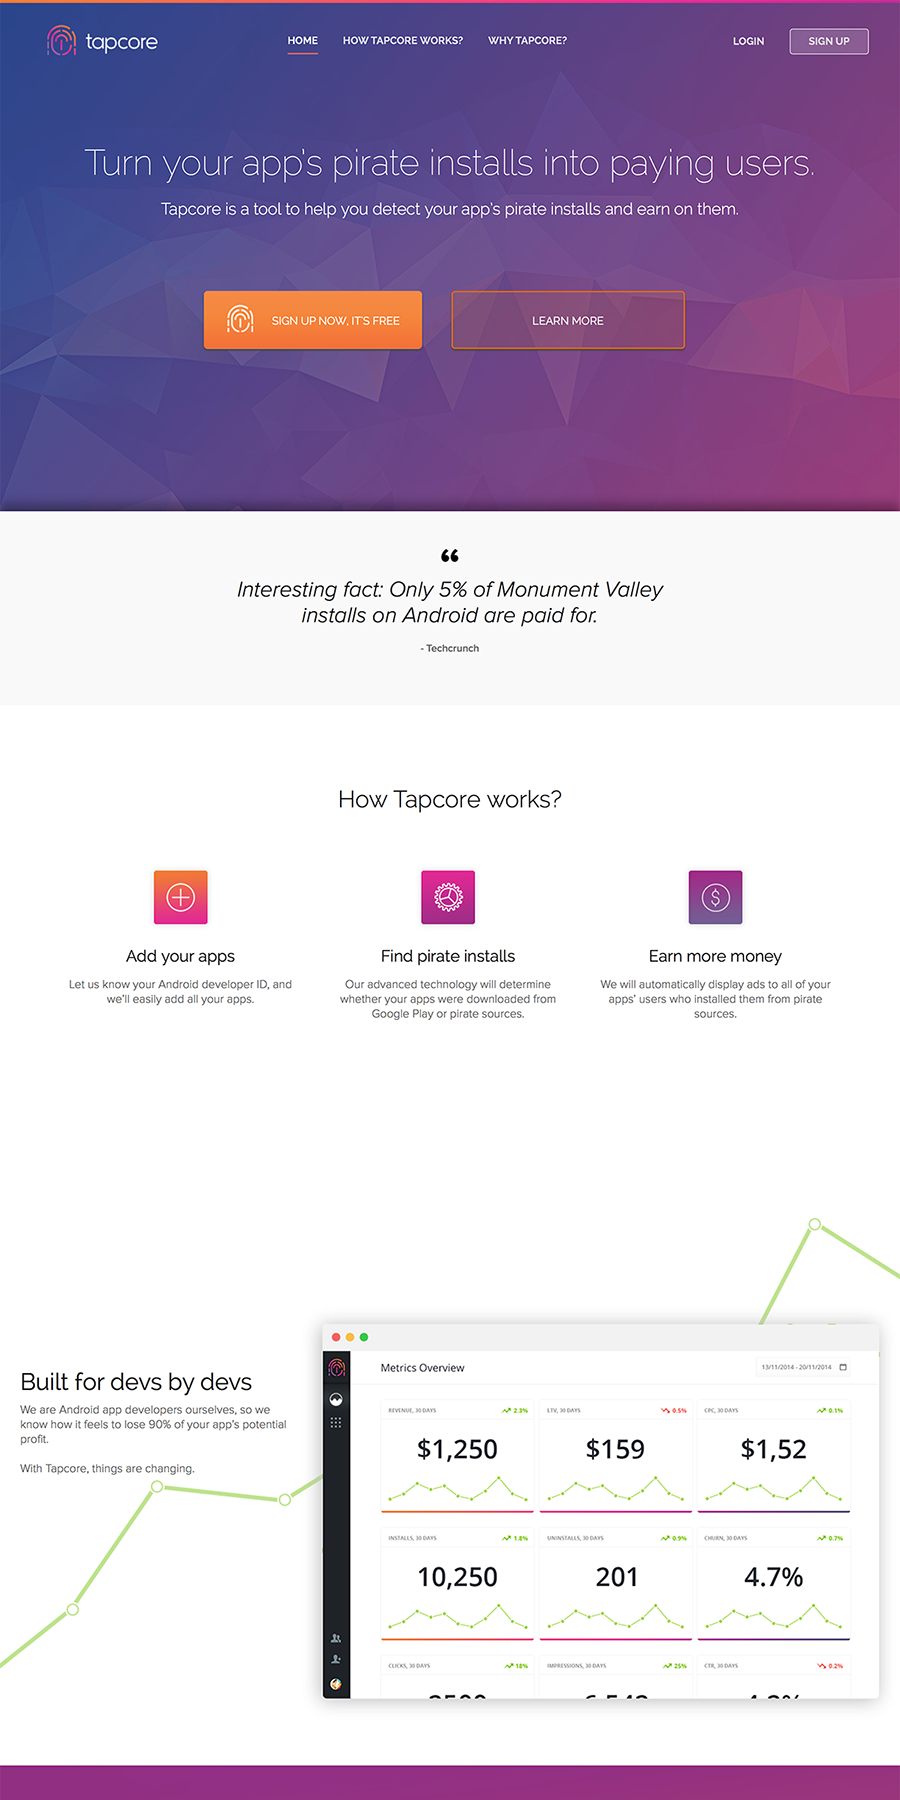 tapcore
HOME
HOW TAPCORE WORKS?
WHY TAPCORE?
LOGIN
SIGN UP
Turn your app's pirate installs into paying users.
Tapcore is a tool to help you detect your app's pirate installs and earn on them.
SIGN UP NOW, IT'S FREE
LEARN MORE
“
Interesting fact: Only 5% of Monument Valley
installs on Android are paid for.
- Techcrunch
How Tapcore works?
Add your apps
Let us know your Android developer ID, and
we'll easily add all your apps.
Find pirate installs
Our advanced technology will determine
whether your apps were downloaded from
Google Play or pirate sources.
Earn more money
We will automatically display ads to all of your
apps' users who installed them from pirate
sources.
Built for devs by devs
We are Android app developers ourselves, so we
know how it feels to lose 90% of your app's potential
profit.
With Tapcore, things are changing.
Metrics Overview
13/11/2014 - 20/11/2014
REVENUE, 30 DAYS
2.3%
$1,250
LTV, 30 DAYS
0.5%
$159
CPC, 30 DAYS
0.1%
$1,52
INSTALLS, 30 DAYS
1.8%
10,250
UNINSTALLS, 30 DAYS
0.9%
201
CHURN, 30 DAYS
0.7%
4.7%
CLICKS, 30 DAYS
18%
IMPRESSIONS, 30 DAYS
25%
CTR, 30 DAYS
0.2%